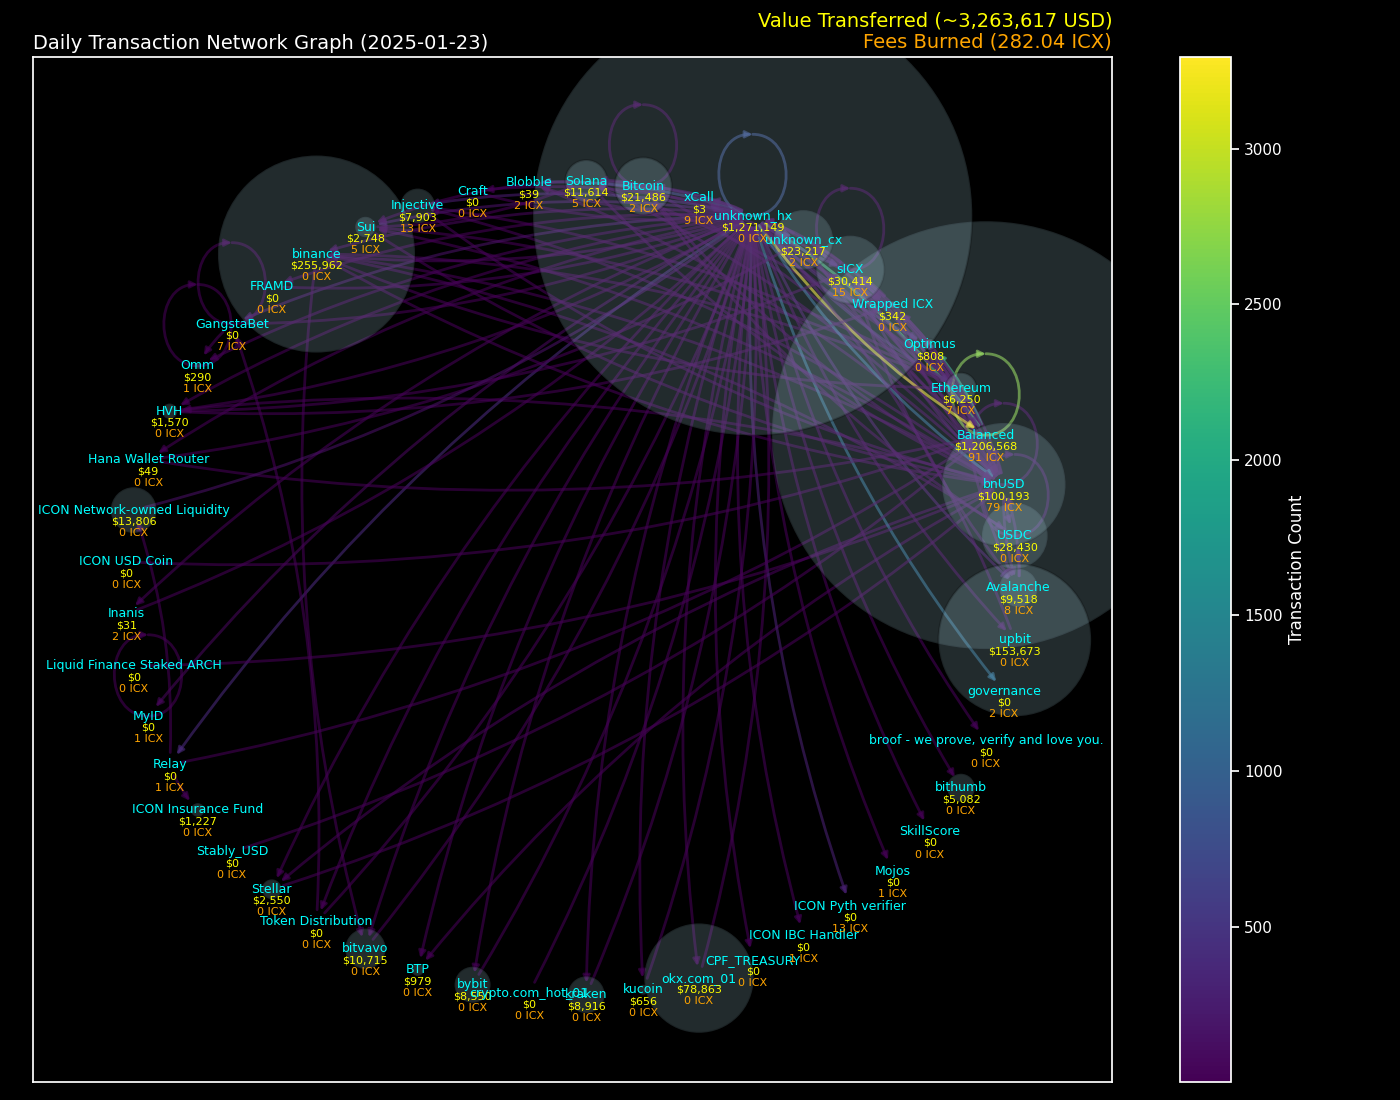 Value Transferred (~3,263,617 USD)
Daily Transaction Network Graph (2025-01-23)
Fees Burned (282.04 ICX)
Solana
$11,614
5 ICX
Bitcoin
$21,486
2 ICX
Blobble
$39
2 ICX
Craft
$0
0 ICX
xCall
$3
9 ICX
Injective
$7,903
13 ICX
unknown_hx
$1,271,149
0 ICX
Sui
$2,748
5 ICX
unknown_cx
$23,217
2 ICX
binance
$255,962
0 ICX
sICX
$30,414
15 ICX
FRAMD
$0
0 ICX
Wrapped ICX
$342
0 ICX
GangstaBet
$0
7 ICX
Optimus
$808
0 ICX
Omm
$290
1 ICX
Ethereum
$6,250
7 ICX
HVH
$1,570
0 ICX
Balanced
$1,206,568
91 ICX
Hana Wallet Router
$49
0 ICX
bnUSD
$100,193
79 ICX
ICON Network-owned Liquidity
$13,806
0 ICX
USDC
$28,430
0 ICX
ICON USD Coin
$0
0 ICX
Avalanche
$9,518
8 ICX
Inanis
$31
2 ICX
upbit
$153,673
0 ICX
Liquid Finance Staked ARCH
$0
0 ICX
governance
$0
2 ICX
MyID
$0
1 ICX
broof - we prove, verify and love you.
$0
0 ICX
Relay
$0
1 ICX
bithumb
$5,082
0 ICX
ICON Insurance Fund
$1,227
0 ICX
SkillScore
$0
0 ICX
Stably_USD
$0
0 ICX
Mojos
$0
1 ICX
Stellar
$2,550
0 ICX
ICON Pyth verifier
$0
13 ICX
Token Distribution
$0
0 ICX
ICON IBC Handler
$0
ICX
bitvavo
$10,715
0 ICX
CPF_TREASURY
$0
0 ICX
BTP
$979
0 ICX
okx.com_01
$78,863
0 ICX
bybit
$8,550
0 ICX
crypto.com_hot_01
$0
0 ICX
kraken
$8,916
0 ICX
kucoin
$656
0 ICX
3000
2500
2000
1500
1000
500
Transaction Count